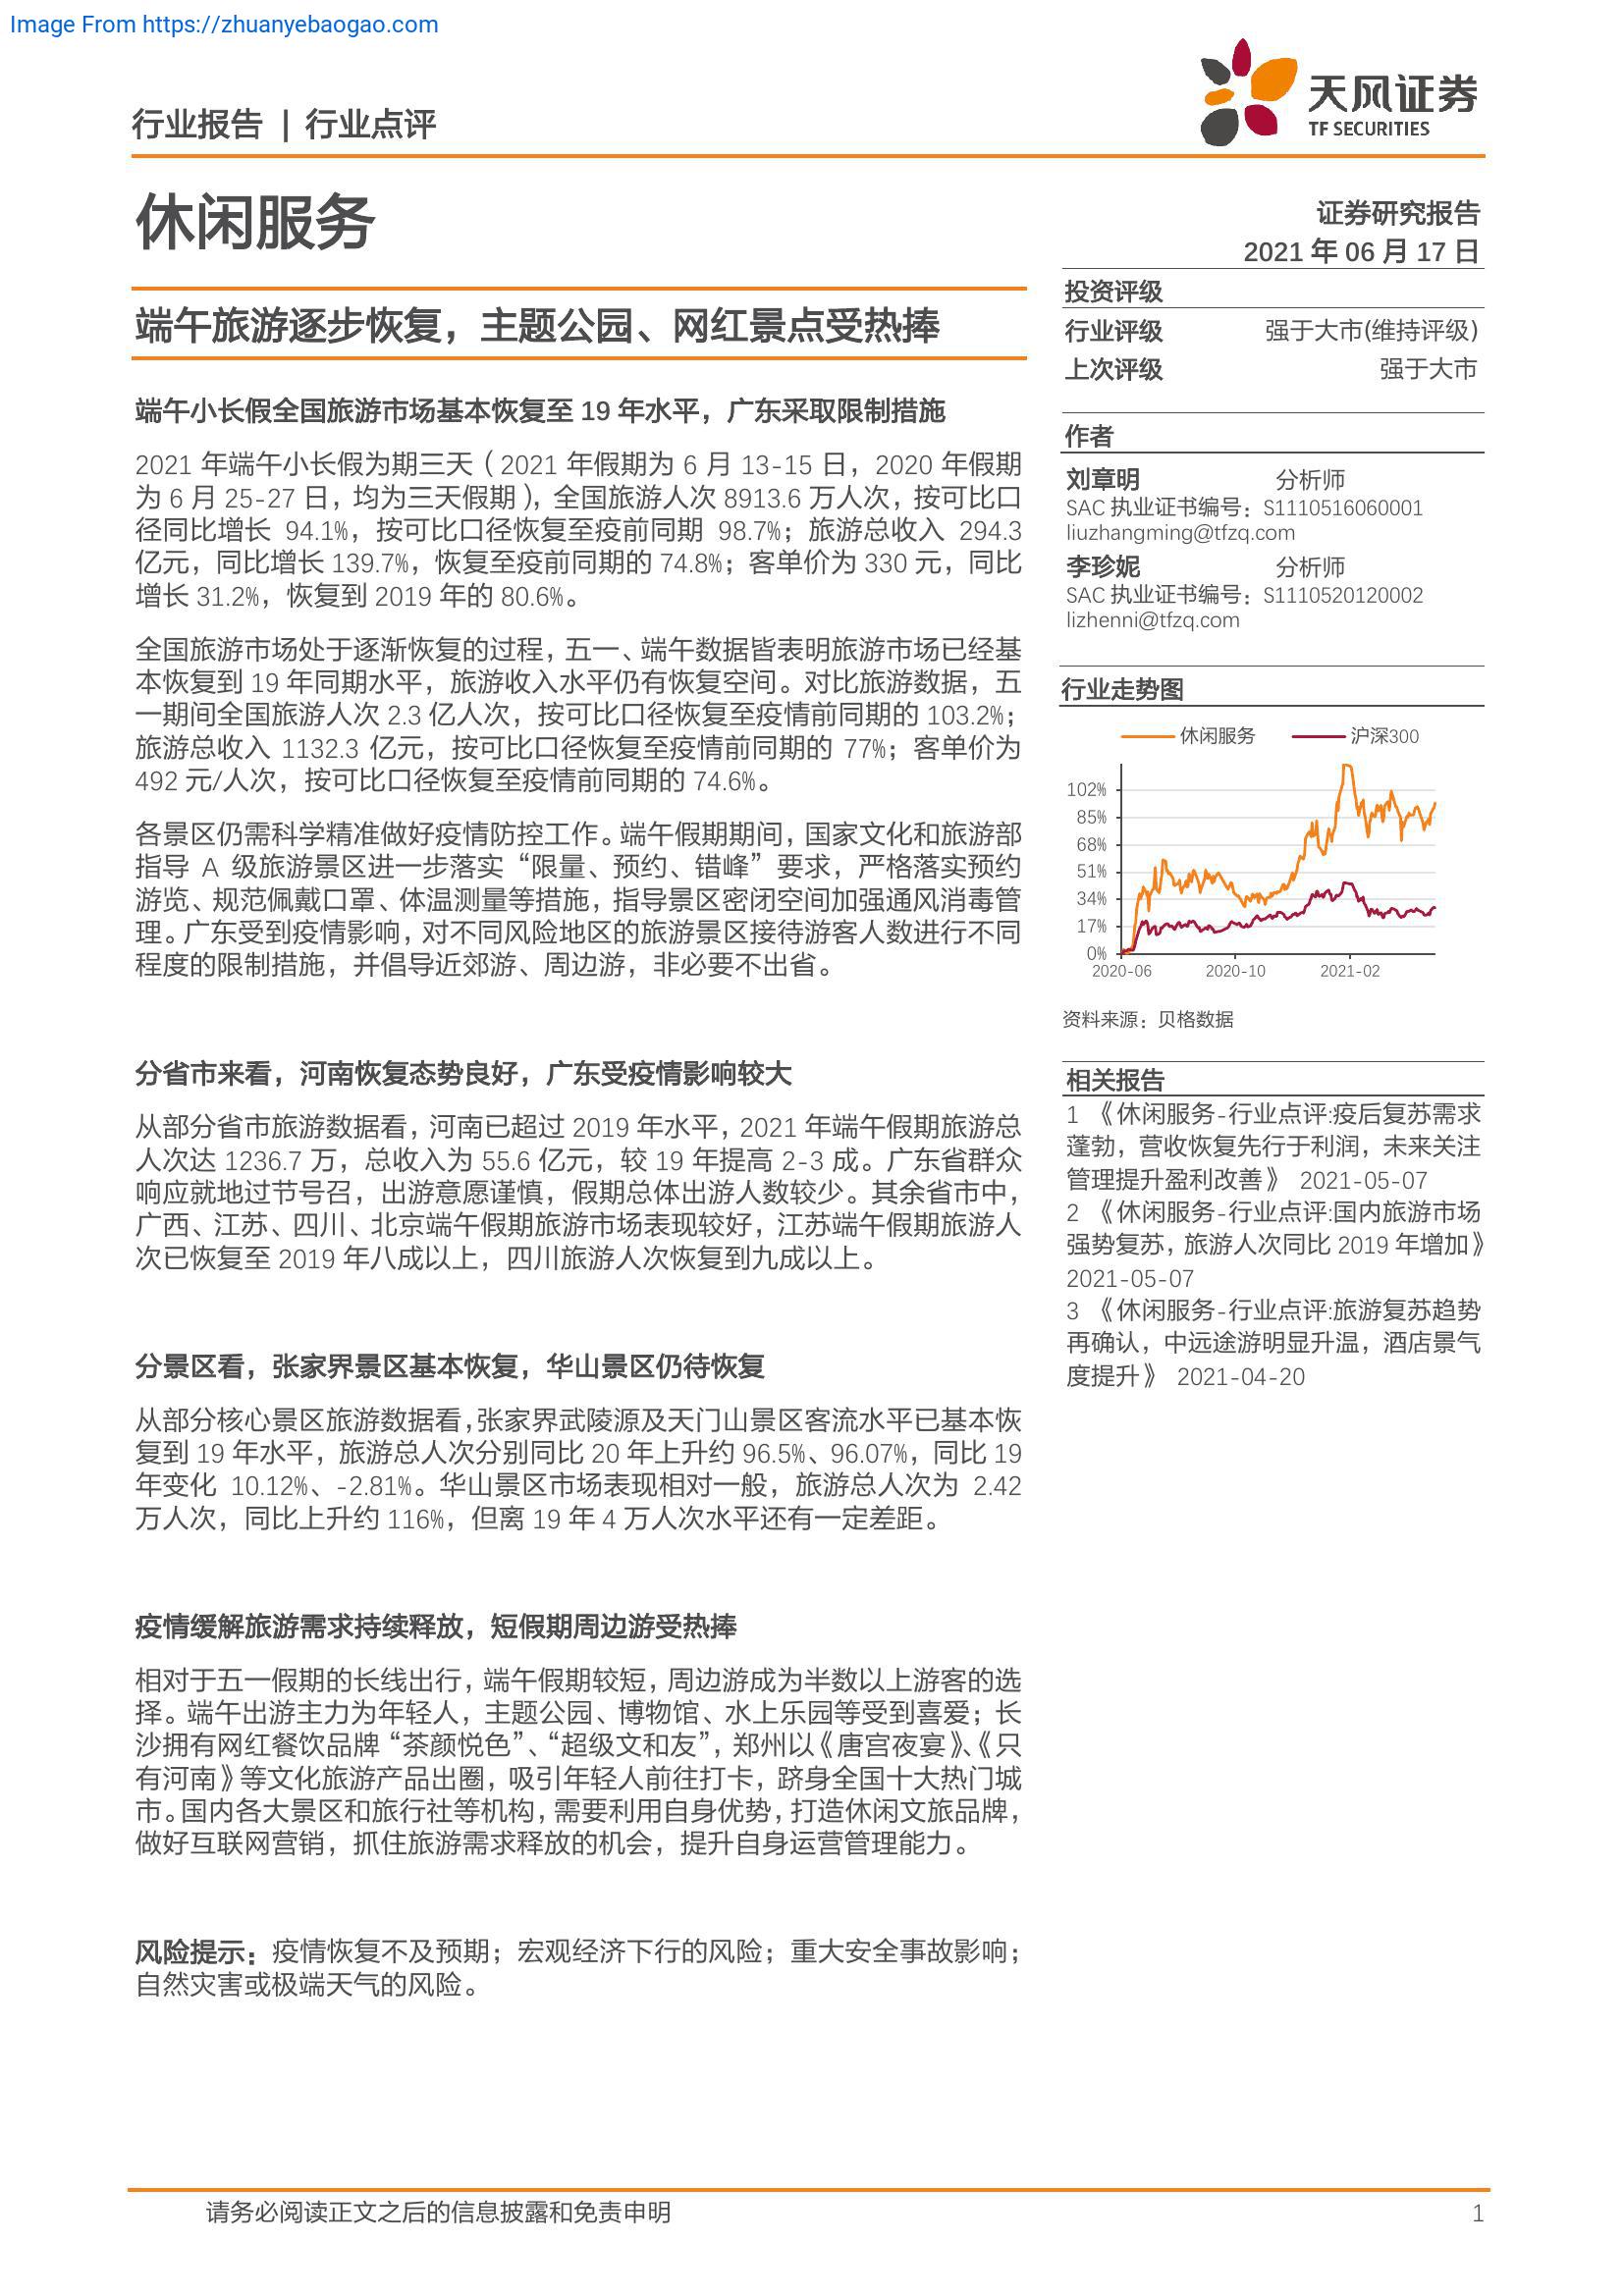 Image From https://zhuanyebaogao.com
行业报告 | 行业点评
天风证券
TF SECURITIES
休闲服务
证券研究报告
2021 年 06 月 17 日
端午旅游逐步恢复，主题公园、网红景点受热捧
端午小长假全国旅游市场基本恢复至 19 年水平，广东采取限制措施
2021 年端午小长假为期三天（2021 年假期为 6 月 13-15 日，2020 年假期
为 6 月 25-27 日，均为三天假期），全国旅游人次 8913.6 万人次，按可比口
径同比增长 94.1%，按可比口径恢复至疫前同期 98.7%；旅游总收入 294.3
亿元，同比增长 139.7%，恢复至疫前同期的 74.8%；客单价为 330 元，同比
增长 31.2%，恢复到 2019 年的 80.6%。
全国旅游市场处于逐渐恢复的过程，五一、端午数据皆表明旅游市场已经基
本恢复到 19 年同期水平，旅游收入水平仍有恢复空间。对比旅游数据，五
一期间全国旅游人次 2.3 亿人次，按可比口径恢复至疫情前同期的 103.2%；
旅游总收入 1132.3 亿元，按可比口径恢复至疫情前同期的 77%；客单价为
492 元/人次，按可比口径恢复至疫情前同期的 74.6%。
各景区仍需科学精准做好疫情防控工作。端午假期期间，国家文化和旅游部
指导 A 级旅游景区进一步落实“限量、预约、错峰”要求，严格落实预约
游览、规范佩戴口罩、体温测量等措施，指导景区密闭空间加强通风消毒管
理。广东受到疫情影响，对不同风险地区的旅游景区接待游客人数进行不同
程度的限制措施，并倡导近郊游、周边游，非必要不出省。
分省市来看，河南恢复态势良好，广东受疫情影响较大
从部分省市旅游数据看，河南已超过 2019 年水平，2021 年端午假期旅游总
人次达 1236.7 万，总收入为 55.6 亿元，较 19 年提高 2-3 成。广东省群众
响应就地过节号召，出游意愿谨慎，假期总体出游人数较少。其余省市中，
广西、江苏、四川、北京端午假期旅游市场表现较好，江苏端午假期旅游人
次已恢复至 2019 年八成以上，四川旅游人次恢复到九成以上。
分景区看，张家界景区基本恢复，华山景区仍待恢复
从部分核心景区旅游数据看，张家界武陵源及天门山景区客流水平已基本恢
复到 19 年水平，旅游总人次分别同比 20 年上升约 96.5%、96.07%，同比 19
年变化 10.12%、-2.81%。华山景区市场表现相对一般，旅游总人次为 2.42
万人次，同比上升约 116%，但离 19 年 4 万人次水平还有一定差距。
疫情缓解旅游需求持续释放，短假期周边游受热捧
相对于五一假期的长线出行，端午假期较短，周边游成为半数以上游客的选
择。端午出游主力为年轻人，主题公园、博物馆、水上乐园等受到喜爱；长
沙拥有网红餐饮品牌“茶颜悦色”、“超级文和友”，郑州以《唐宫夜宴》、《只
有河南》等文化旅游产品出圈，吸引年轻人前往打卡，跻身全国十大热门城
市。国内各大景区和旅行社等机构，需要利用自身优势，打造休闲文旅品牌，
做好互联网营销，抓住旅游需求释放的机会，提升自身运营管理能力。
风险提示：疫情恢复不及预期；宏观经济下行的风险；重大安全事故影响；
自然灾害或极端天气的风险。
投资评级
行业评级 强于大市(维持评级)
上次评级 强于大市
作者
刘章明 分析师
SAC 执业证书编号：S1110516060001
liuzhangming@tfzq.com
李珍妮 分析师
SAC 执业证书编号：S1110520120002
lizhenni@tfzq.com
行业走势图
休闲服务 沪深300
102%
85%
68%
51%
34%
17%
0%
2020-06 2020-10 2021-02
资料来源：贝格数据
相关报告
1 《休闲服务-行业点评:疫后复苏需求
蓬勃，营收恢复先行于利润，未来关注
管理提升盈利改善》 2021-05-07
2 《休闲服务-行业点评:国内旅游市场
强势复苏，旅游人次同比 2019 年增加》
2021-05-07
3 《休闲服务-行业点评:旅游复苏趋势
再确认，中远途游明显升温，酒店景气
度提升》 2021-04-20
请务必阅读正文之后的信息披露和免责申明
1